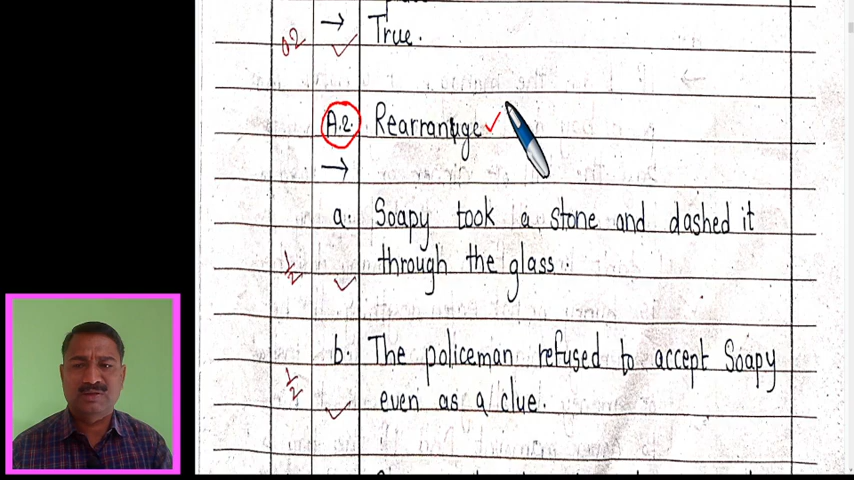 02 → True.
A.2. Rearrange
→
a. Soapy took a stone and dashed it
1/2 through the glass.
b. The policeman refused to accept Soapy
1/2 even as a clue.